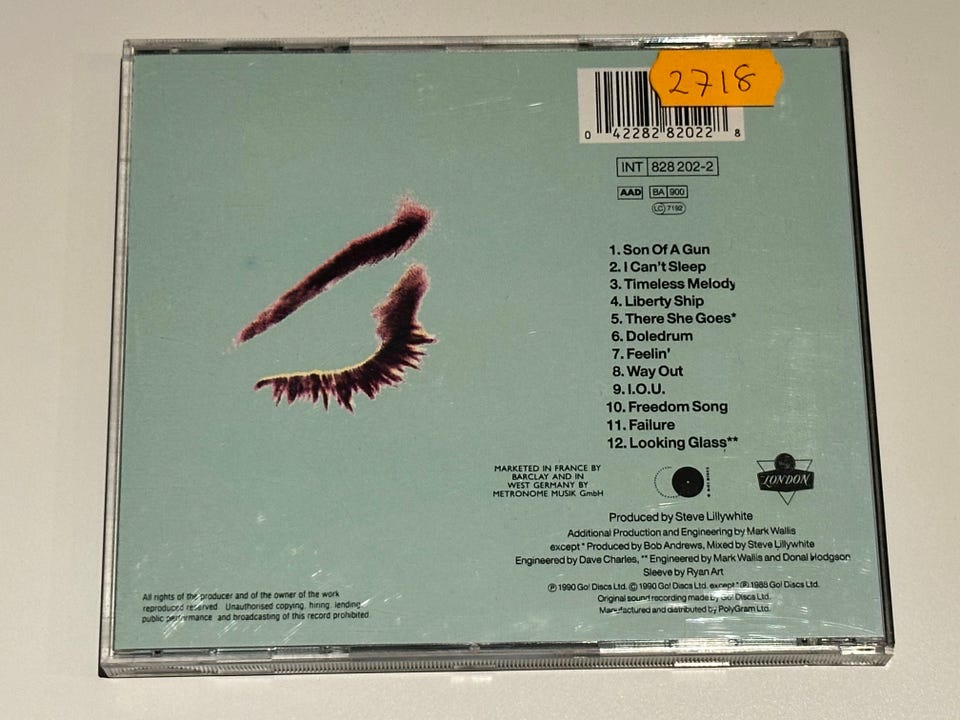 2718
0 42282 82022 8
INT 828 202-2
AAD BA 900
LC 7192
1. Son Of A Gun
2. I Can't Sleep
3. Timeless Melody
4. Liberty Ship
5. There She Goes*
6. Doledrum
7. Feelin'
8. Way Out
9. I.O.U.
10. Freedom Song
11. Failure
12. Looking Glass**
MARKETED IN FRANCE BY
BARCLAY AND IN
WEST GERMANY BY
METRONOME MUSIK GmbH
LONDON
Produced by Steve Lillywhite
Additional Production and Engineering by Mark Wallis
except * Produced by Bob Andrews, Mixed by Steve Lillywhite
Engineered by Dave Charles, ** Engineered by Mark Wallis and Donal Hodgson
Sleeve by Ryan Art
℗ 1990 Go! Discs Ltd. © 1990 Go! Discs Ltd. except * ℗ 1988 Go! Discs Ltd.
Original sound recording made by Go! Discs Ltd.
Manufactured and distributed by PolyGram Ltd.
All rights of the producer and of the owner of the work
reproduced reserved. Unauthorised copying, hiring, lending,
public performance and broadcasting of this record prohibited.